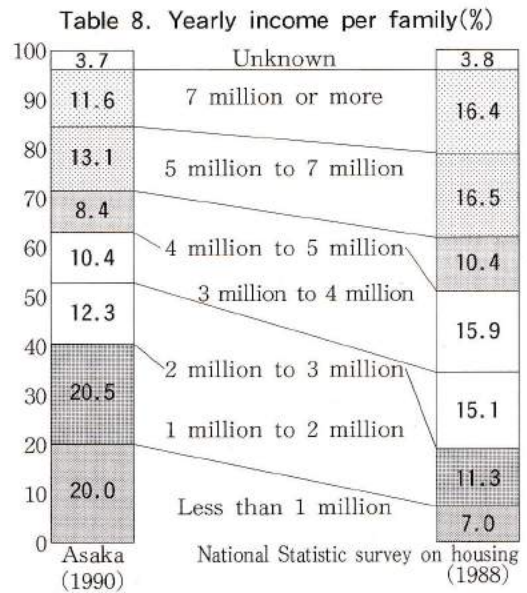 Table 8. Yearly income per family(%)
100 3.7 Unknown 3.8
90 11.6 7 million or more 16.4
80 13.1 5 million to 7 million 16.5
70 8.4
60 10.4 4 million to 5 million 10.4
50 12.3 3 million to 4 million 15.9
40
30 20.5 2 million to 3 million 15.1
20 1 million to 2 million 11.3
10 20.0 Less than 1 million 7.0
0
Asaka National Statistic survey on housing
(1990) (1988)